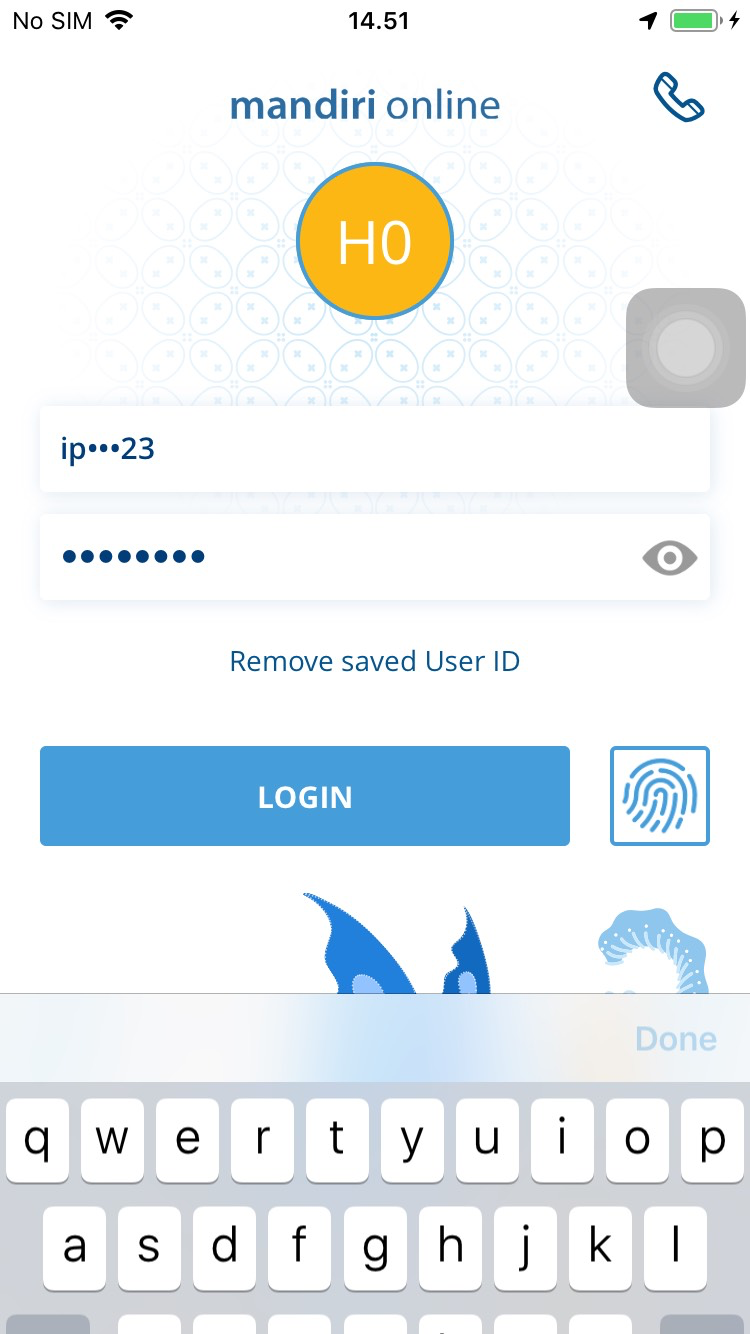 No SIM 14.51
mandiri online
H0
ip•••23
••••••••
Remove saved User ID
LOGIN
Done
q w e r t y u i o p
a s d f g h j k l